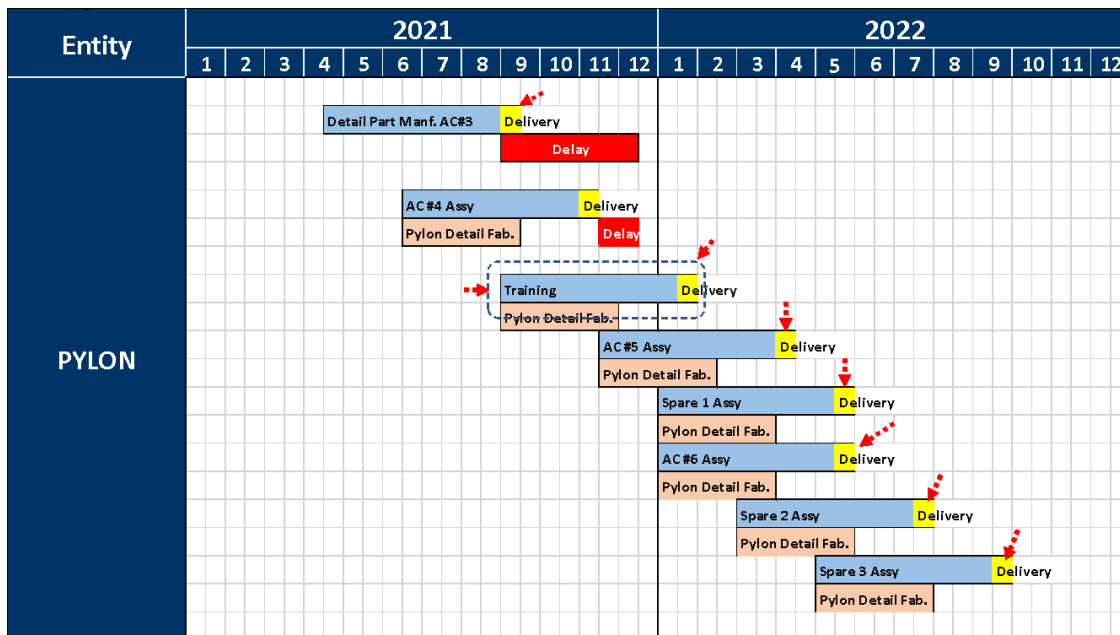 Entity
2021
2022
1 2 3 4 6 7 8 9 10 11 12 1 2 3 4 5 6 7 8 9 10 11 12
PYLON
Detail Part Manf. AC#3 Delivery
Delay
AC #4 Assy Delivery
Pylon Detail Fab. Delay
Training Delivery
Pylon Detail Fab.
AC #5 Assy Delivery
Pylon Detail Fab.
Spare 1 Assy Delivery
Pylon Detail Fab.
AC #6 Assy Delivery
Pylon Detail Fab.
Spare 2 Assy Delivery
Pylon Detail Fab.
Spare 3 Assy Delivery
Pylon Detail Fab.